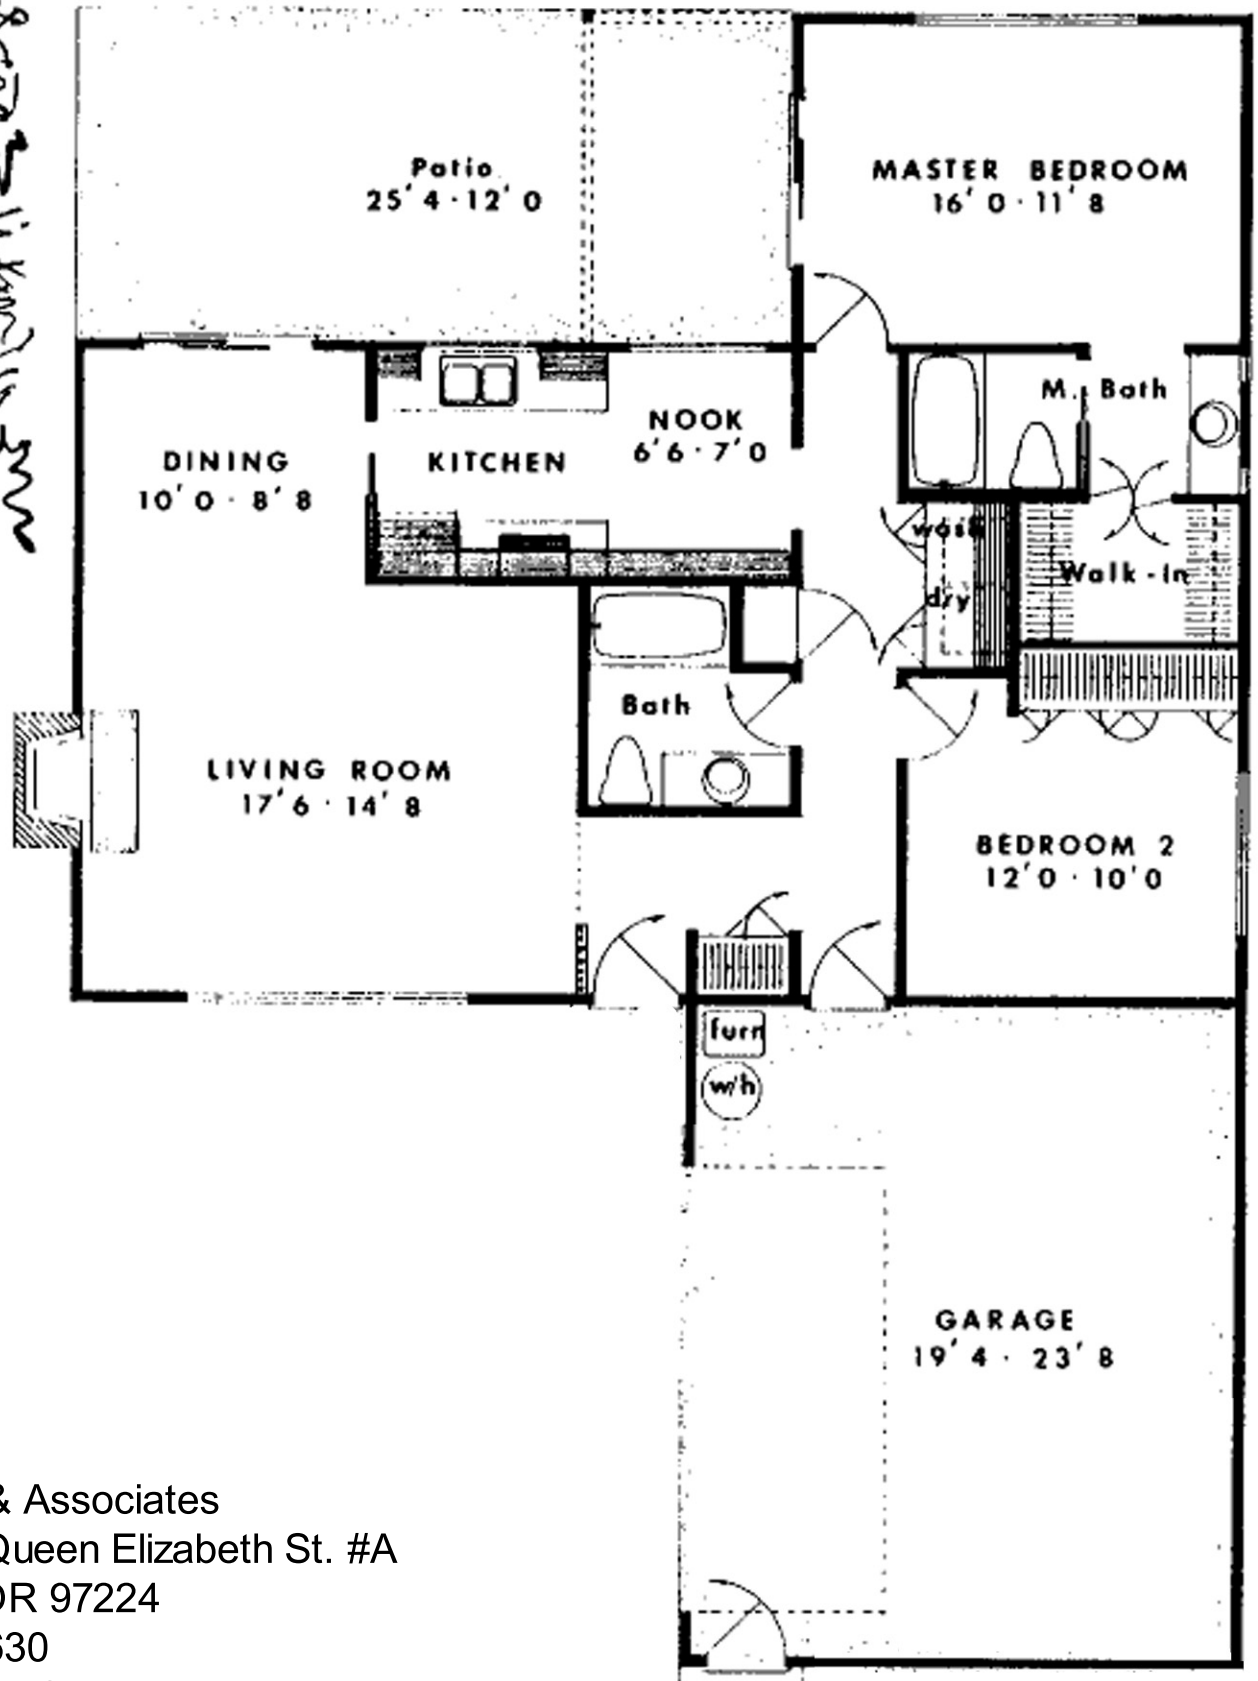 Patio
25' 4 · 12' 0
MASTER BEDROOM
16' 0 · 11' 8
M. Bath
NOOK
6'6 · 7'0
DINING
10' 0 · 8' 8
KITCHEN
wash
Walk-in
dry
Bath
LIVING ROOM
17'6 · 14' 8
BEDROOM 2
12'0 · 10'0
furn
w/h
GARAGE
19' 4 · 23' 8
& Associates
Queen Elizabeth St. #A
OR 97224
630